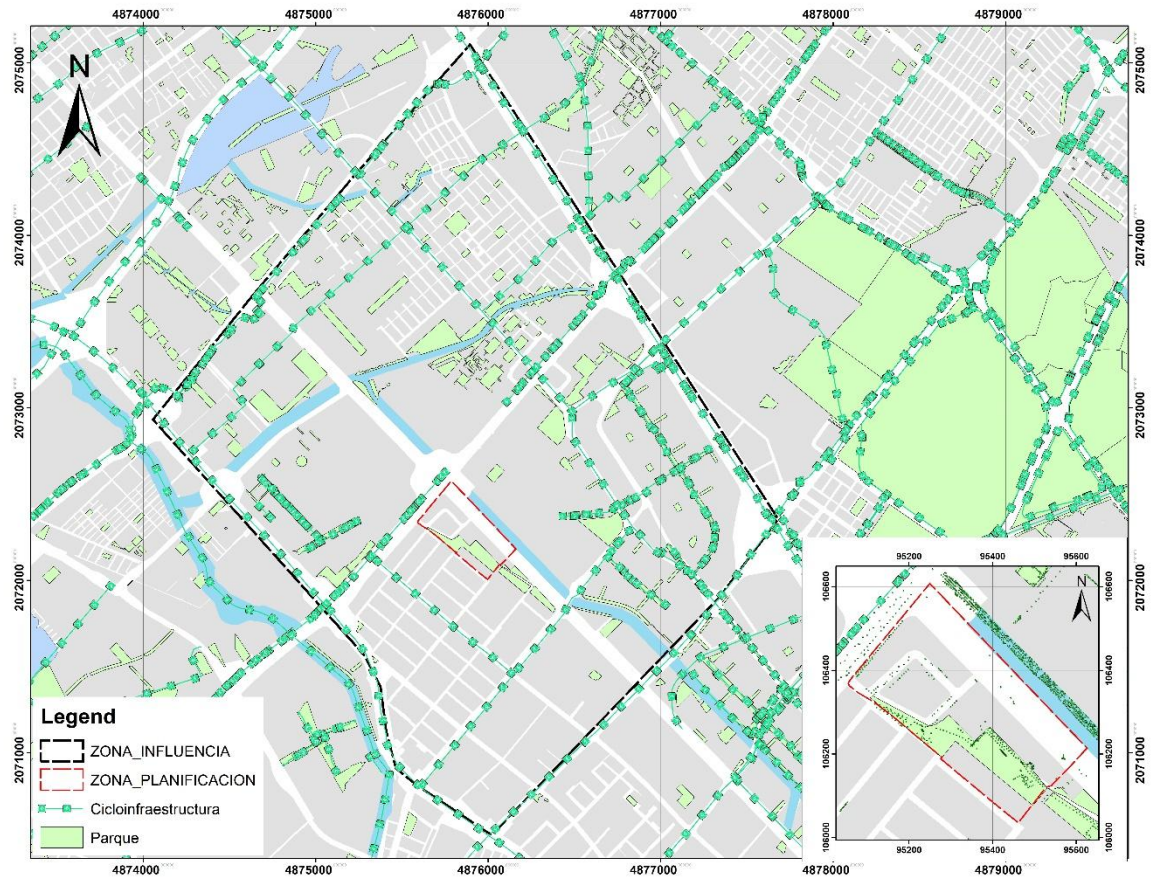 4874000 4875000 4876000 4877000 4878000 4879000
N
2075000 2075000
2074000 2074000
2073000 2073000
2072000 2072000
2071000 2071000
Legend
ZONA_INFLUENCIA
ZONA_PLANIFICACION
Cicloinfraestructura
Parque
95200 95400 95600
N
106600 106600
106400 106400
106200 106200
106000 106000
95200 95400 95600
4874000 4875000 4876000 4877000 4878000 4879000